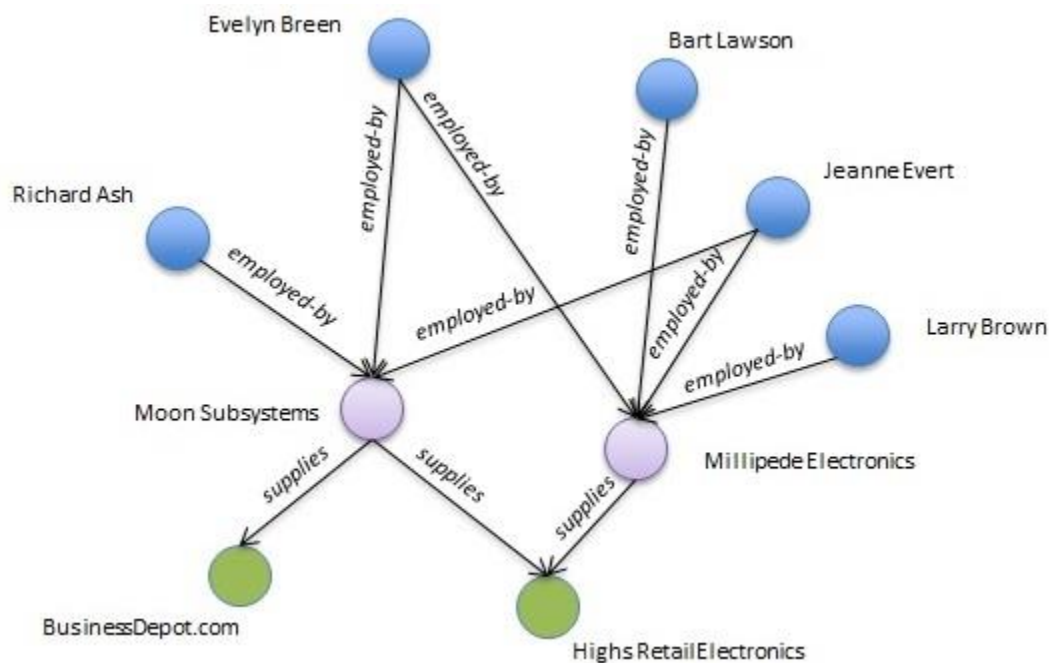 Evelyn Breen
Bart Lawson
employed-by
employed-by
employed-by
Jeanne Evert
Richard Ash
employed-by
employed-by
employed-by
Larry Brown
employed-by
Moon Subsystems
Millipede Electronics
supplies
supplies
supplies
BusinessDepot.com
Highs Retail Electronics